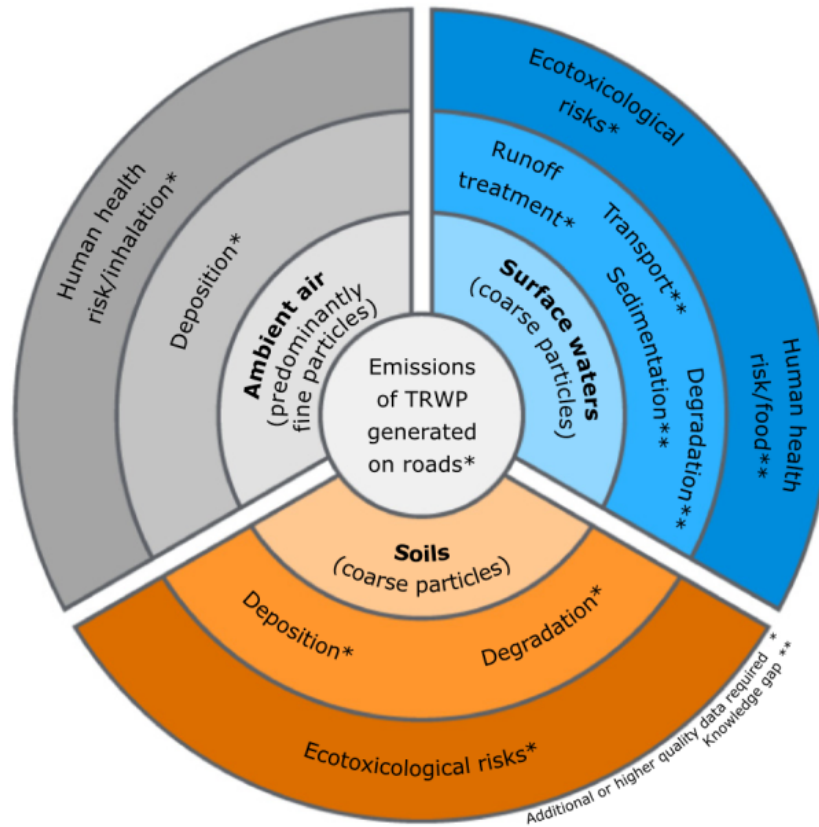 Emissions
of TRWP
generated
on roads*
Ambient air
(predominantly
fine particles)
Deposition*
Human health
risk/inhalation*
Surface waters
(coarse particles)
Runoff
treatment*
Transport**
Sedimentation**
Degradation**
Ecotoxicological
risks*
Human health
risk/food**
Soils
(coarse particles)
Deposition*
Degradation*
Ecotoxicological risks*
Additional or higher quality data required *
Knowledge gap **